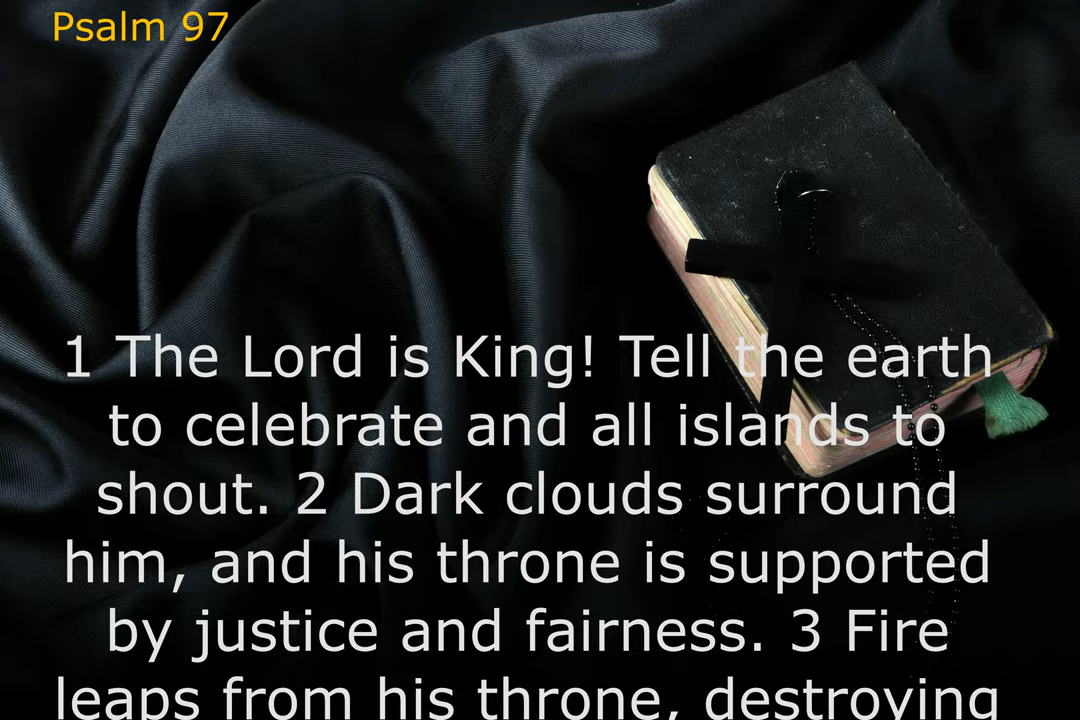 Psalm 97
1 The Lord is King! Tell the earth
to celebrate and all islands to
shout. 2 Dark clouds surround
him, and his throne is supported
by justice and fairness. 3 Fire
leaps from his throne, destroying